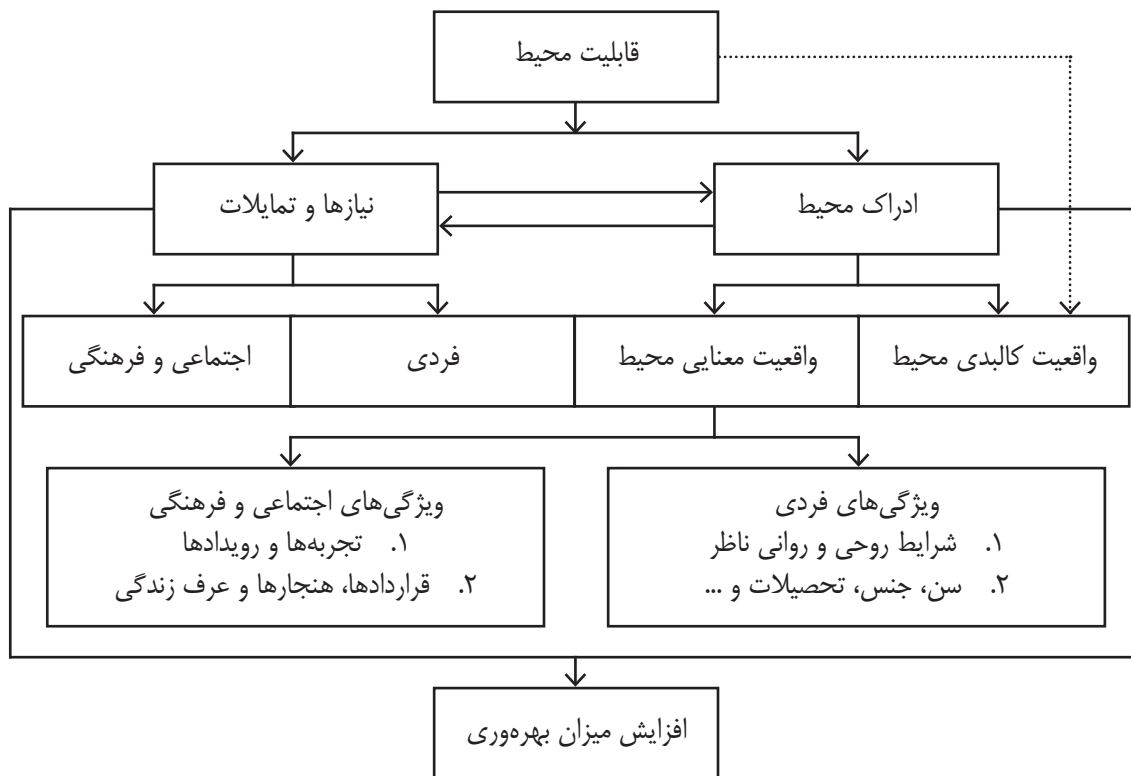 قابلیت محیط
ادراک محیط
نیازها و تمایلات
واقعیت کالبدی محیط
واقعیت معنایی محیط
فردی
اجتماعی و فرهنگی
ویژگی‌های فردی
۱. شرایط روحی و روانی ناظر
۲. سن، جنس، تحصیلات و ...
ویژگی‌های اجتماعی و فرهنگی
۱. تجربه‌ها و رویدادها
۲. قراردادها، هنجارها و عرف زندگی
افزایش میزان بهره‌وری